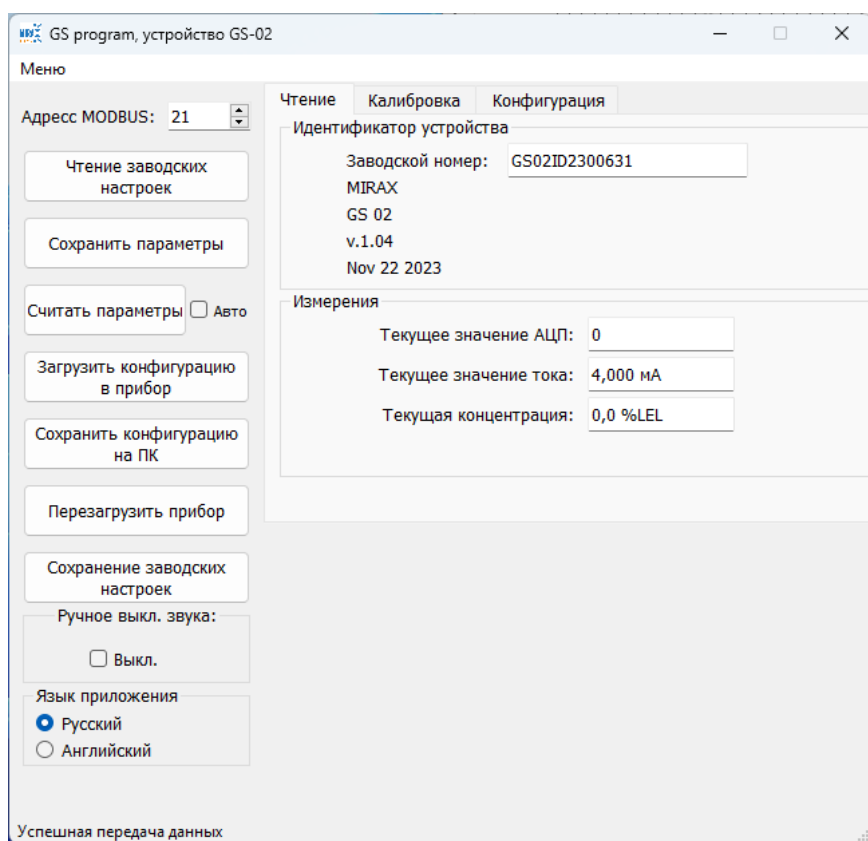 MIRAX GS program, устройство GS-02
Меню
Адресс MODBUS: 21
Чтение заводских
настроек
Сохранить параметры
Считать параметры Авто
Загрузить конфигурацию
в прибор
Сохранить конфигурацию
на ПК
Перезагрузить прибор
Сохранение заводских
настроек
Ручное выкл. звука:
Выкл.
Язык приложения
Русский
Английский
Чтение Калибровка Конфигурация
Идентификатор устройства
Заводской номер: GS02ID2300631
MIRAX
GS 02
v.1.04
Nov 22 2023
Измерения
Текущее значение АЦП: 0
Текущее значение тока: 4,000 мА
Текущая концентрация: 0,0 %LEL
Успешная передача данных